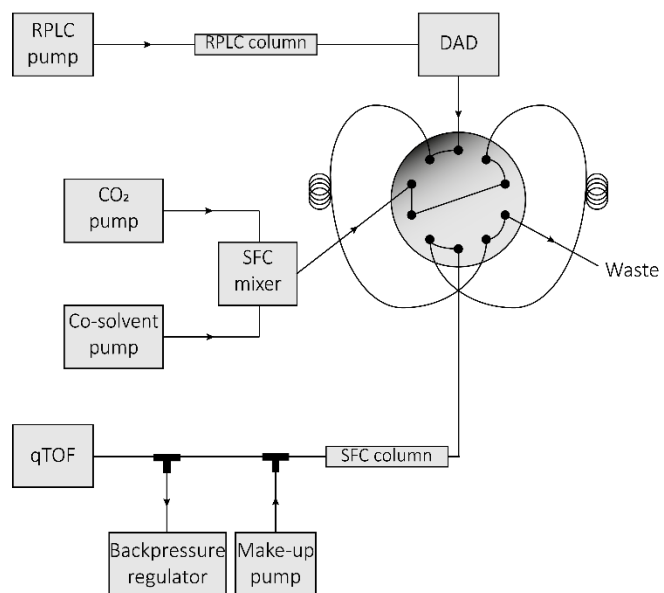 RPLC
pump
RPLC column
DAD
CO₂
pump
SFC
mixer
Co-solvent
pump
Waste
qTOF
SFC column
Backpressure
regulator
Make-up
pump